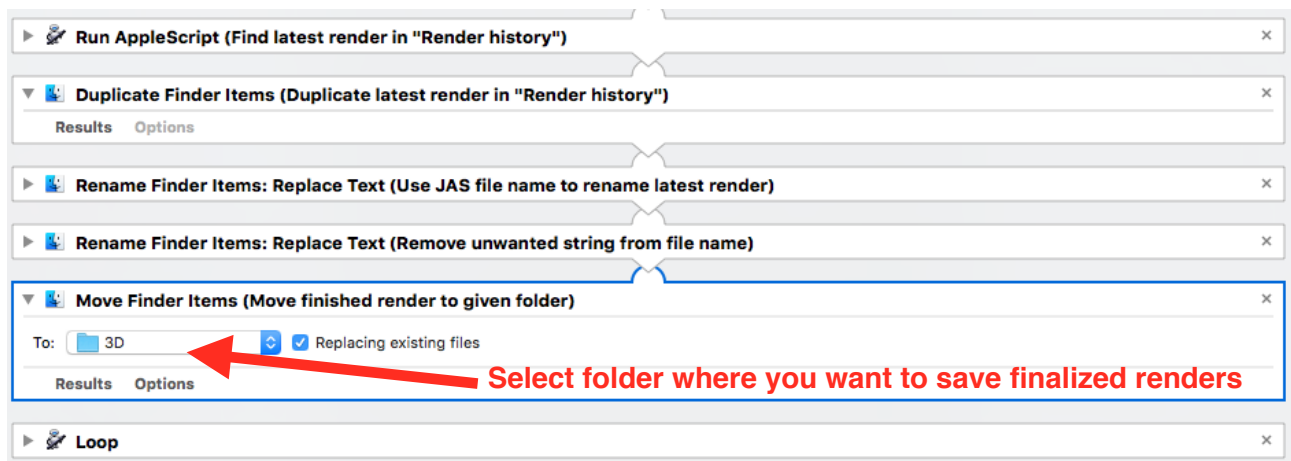 Run AppleScript (Find latest render in "Render history")
Duplicate Finder Items (Duplicate latest render in "Render history")
Results Options
Rename Finder Items: Replace Text (Use JAS file name to rename latest render)
Rename Finder Items: Replace Text (Remove unwanted string from file name)
Move Finder Items (Move finished render to given folder)
To: 3D Replacing existing files
Select folder where you want to save finalized renders
Results Options
Loop